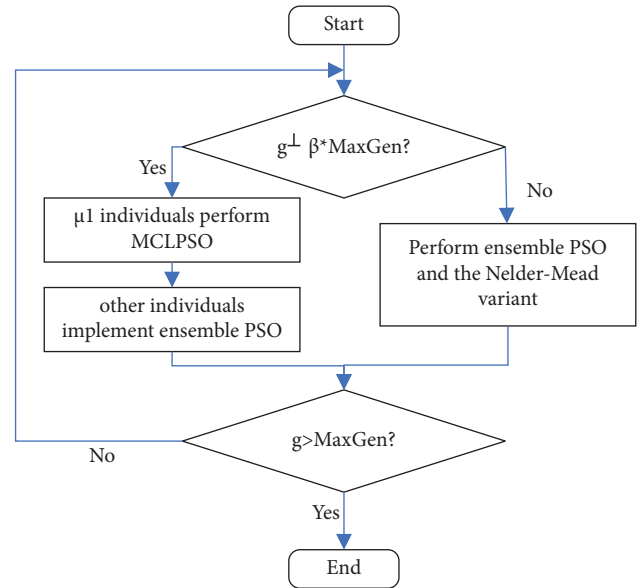 Start
g┴ β*MaxGen?
Yes
No
μ1 individuals perform
MCLPSO
Perform ensemble PSO
and the Nelder-Mead
variant
other individuals
implement ensemble PSO
g>MaxGen?
No
Yes
End